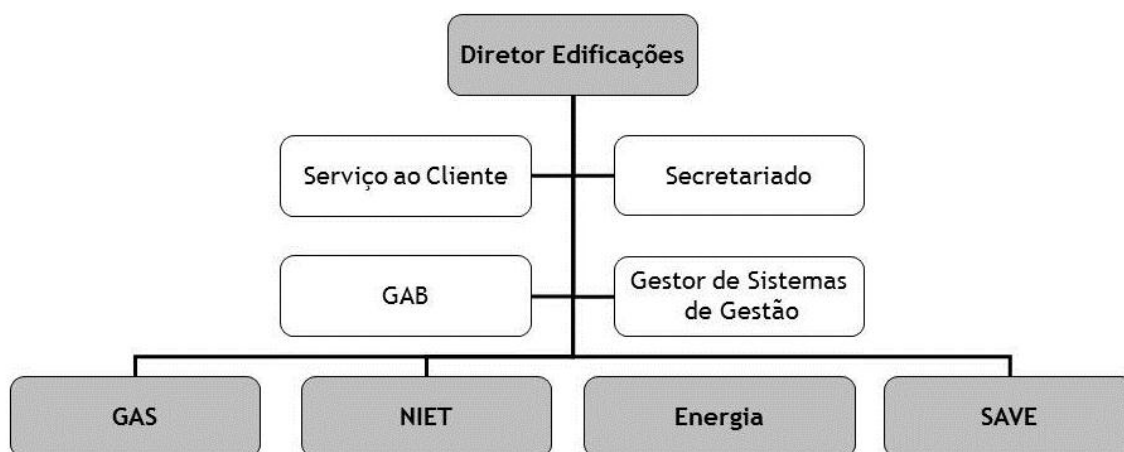 Diretor Edificações
Serviço ao Cliente
Secretariado
GAB
Gestor de Sistemas
de Gestão
GAS
NIET
Energia
SAVE